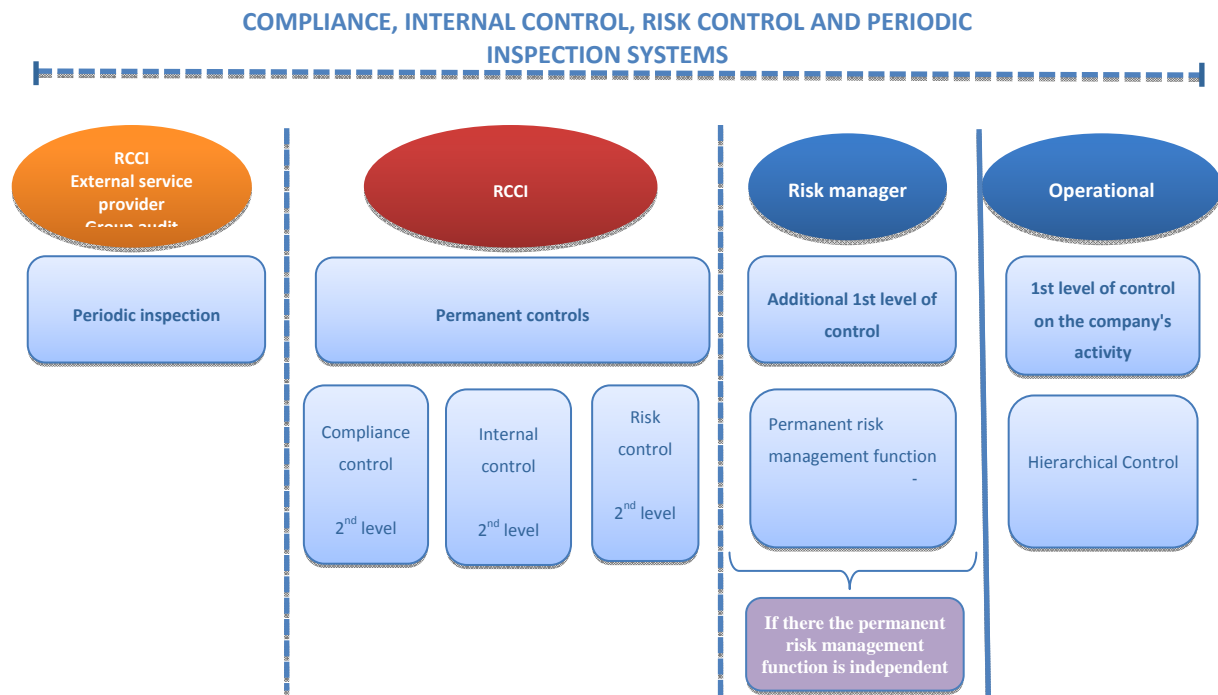 COMPLIANCE, INTERNAL CONTROL, RISK CONTROL AND PERIODIC
INSPECTION SYSTEMS
RCCI
External service
provider
Group audit
Periodic inspection
RCCI
Permanent controls
Compliance
control
2nd level
Internal
control
2nd level
Risk
control
2nd level
Risk manager
Additional 1st level of
control
Permanent risk
management function
-
If there the permanent
risk management
function is independent
Operational
1st level of control
on the company's
activity
Hierarchical Control